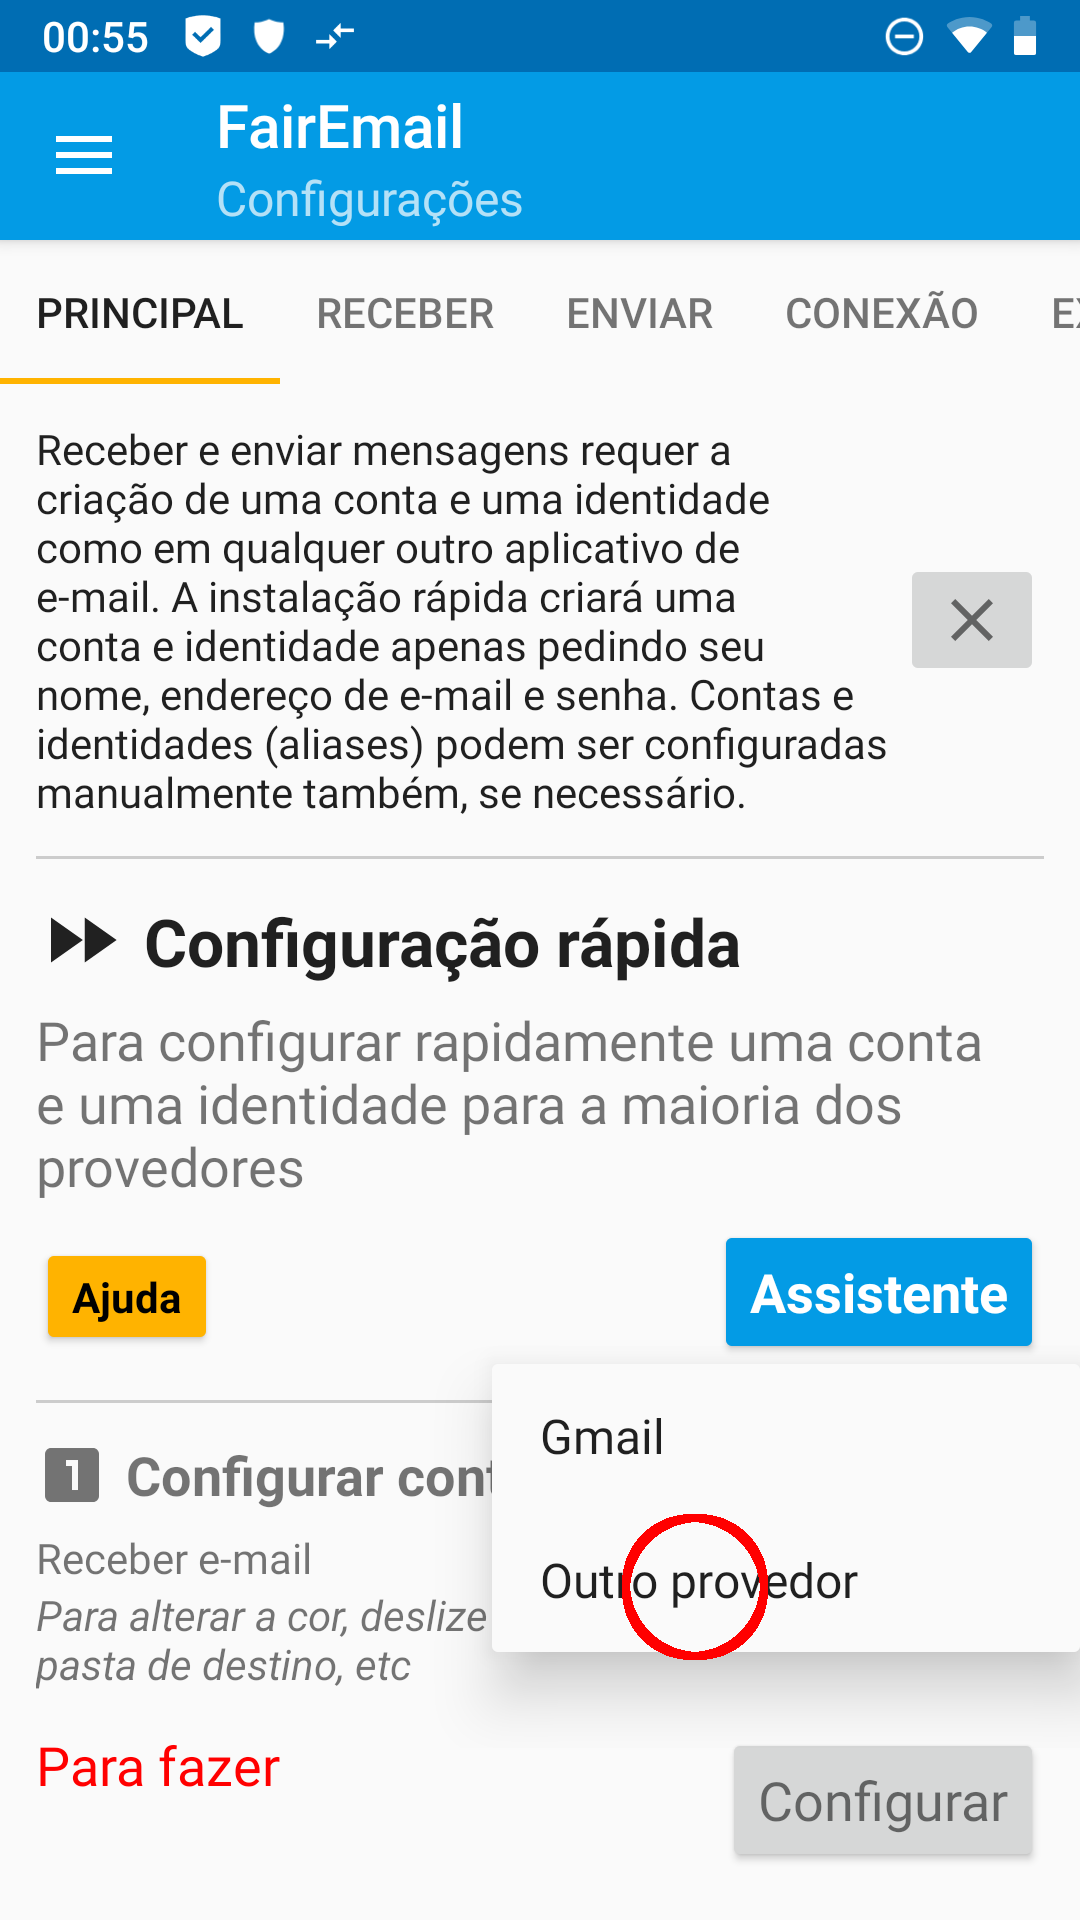 00:55
FairEmail
Configurações
PRINCIPAL RECEBER ENVIAR CONEXÃO
Receber e enviar mensagens requer a
criação de uma conta e uma identidade
como em qualquer outro aplicativo de
e-mail. A instalação rápida criará uma
conta e identidade apenas pedindo seu
nome, endereço de e-mail e senha. Contas e
identidades (aliases) podem ser configuradas
manualmente também, se necessário.
Configuração rápida
Para configurar rapidamente uma conta
e uma identidade para a maioria dos
provedores
Ajuda
Assistente
Gmail
Outro provedor
1 Configurar cont
Receber e-mail
Para alterar a cor, deslize
pasta de destino, etc
Para fazer
Configurar